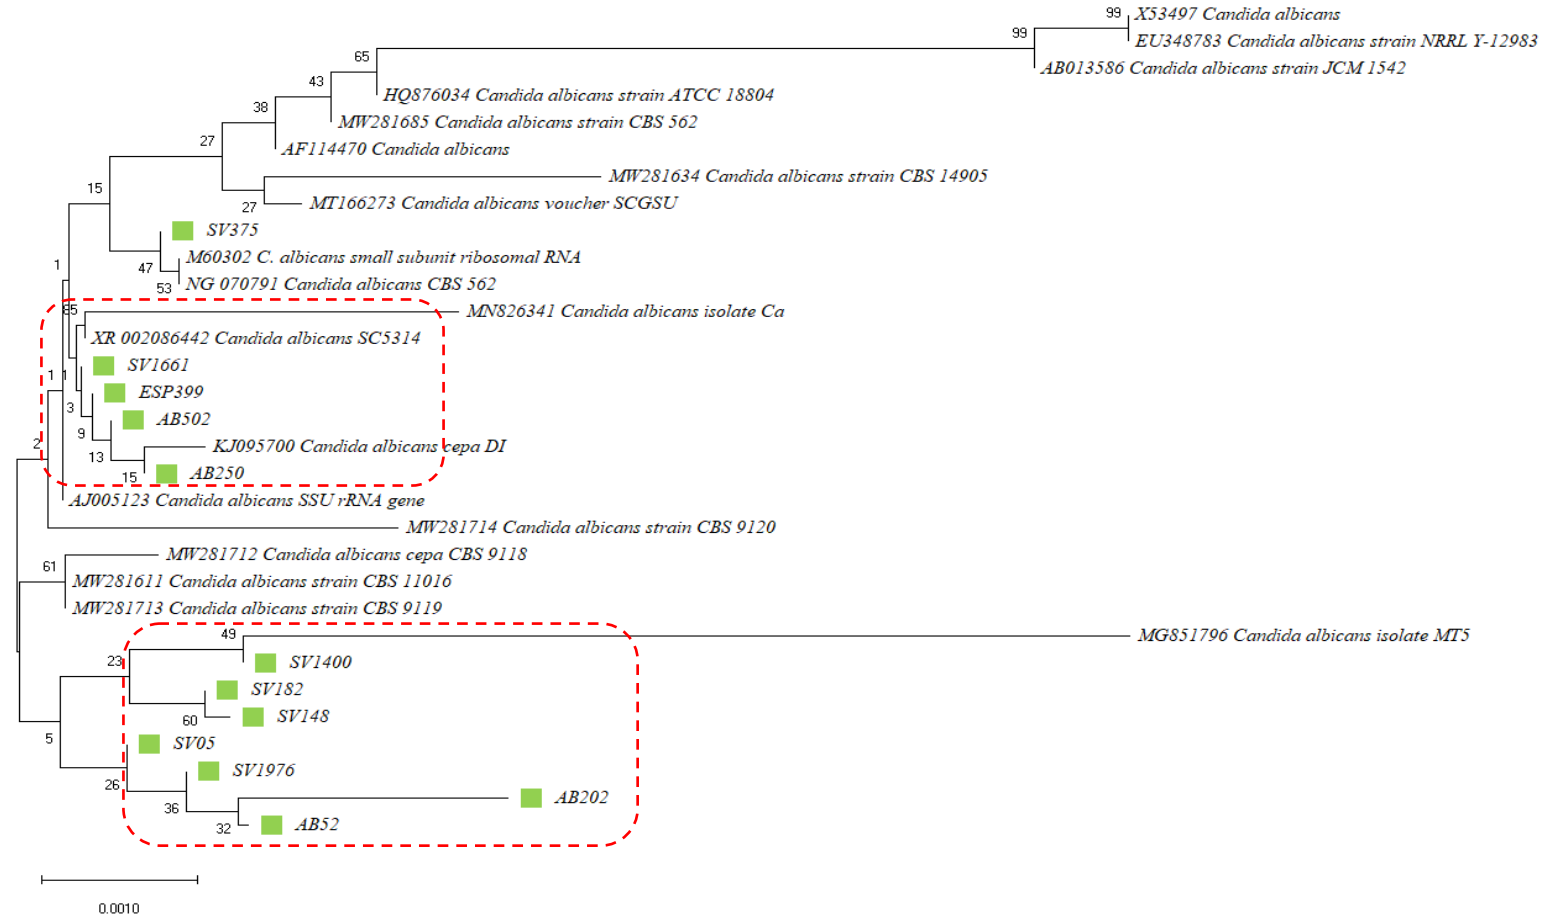 99 X53497 Candida albicans
99 EU348783 Candida albicans strain NRRL Y-12983
AB013586 Candida albicans strain JCM 1542
65
43 HQ876034 Candida albicans strain ATCC 18804
38 MW281685 Candida albicans strain CBS 562
27 AF114470 Candida albicans
MW281634 Candida albicans strain CBS 14905
15
27 MT166273 Candida albicans voucher SCGSU
SV375
M60302 C. albicans small subunit ribosomal RNA
1 47
53 NG 070791 Candida albicans CBS 562
85 MN826341 Candida albicans isolate Ca
XR 002086442 Candida albicans SC5314
SV1661
1 1
ESP399
3
AB502
9
2 KJ095700 Candida albicans cepa DI
13
15 AB250
AJ005123 Candida albicans SSU rRNA gene
MW281714 Candida albicans strain CBS 9120
MW281712 Candida albicans cepa CBS 9118
61
MW281611 Candida albicans strain CBS 11016
MW281713 Candida albicans strain CBS 9119
49 MG851796 Candida albicans isolate MT5
23 SV1400
SV182
60 SV148
5 SV05
SV1976
26
AB202
36
32 AB52
0.0010